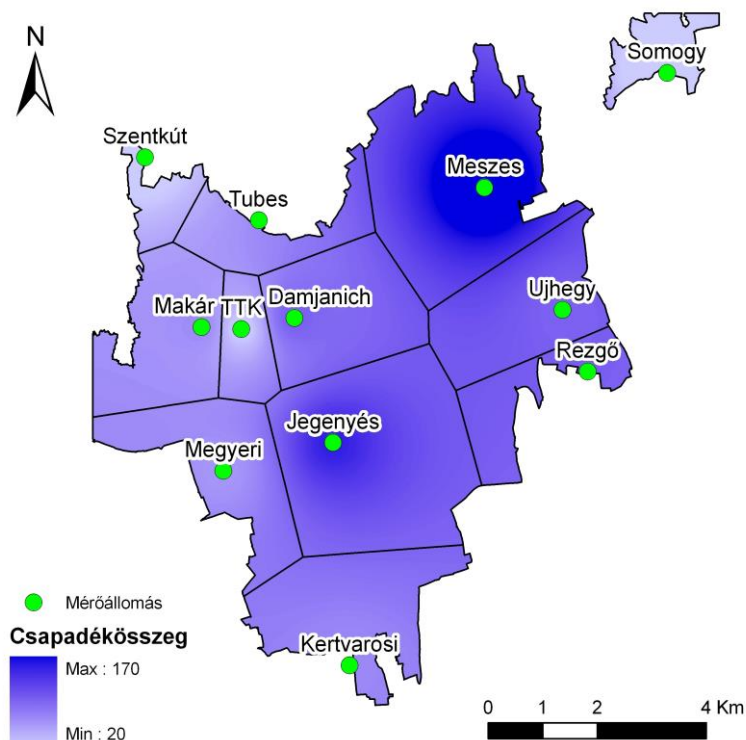 N
Somogy
Szentkút
Meszes
Tubes
Ujhegy
Makár
TTK
Damjanich
Rezgő
Jegenyés
Megyeri
Mérőállomás
Csapadékösszeg
Kertvarosi
Max : 170
Min : 20
0 1 2 4 Km